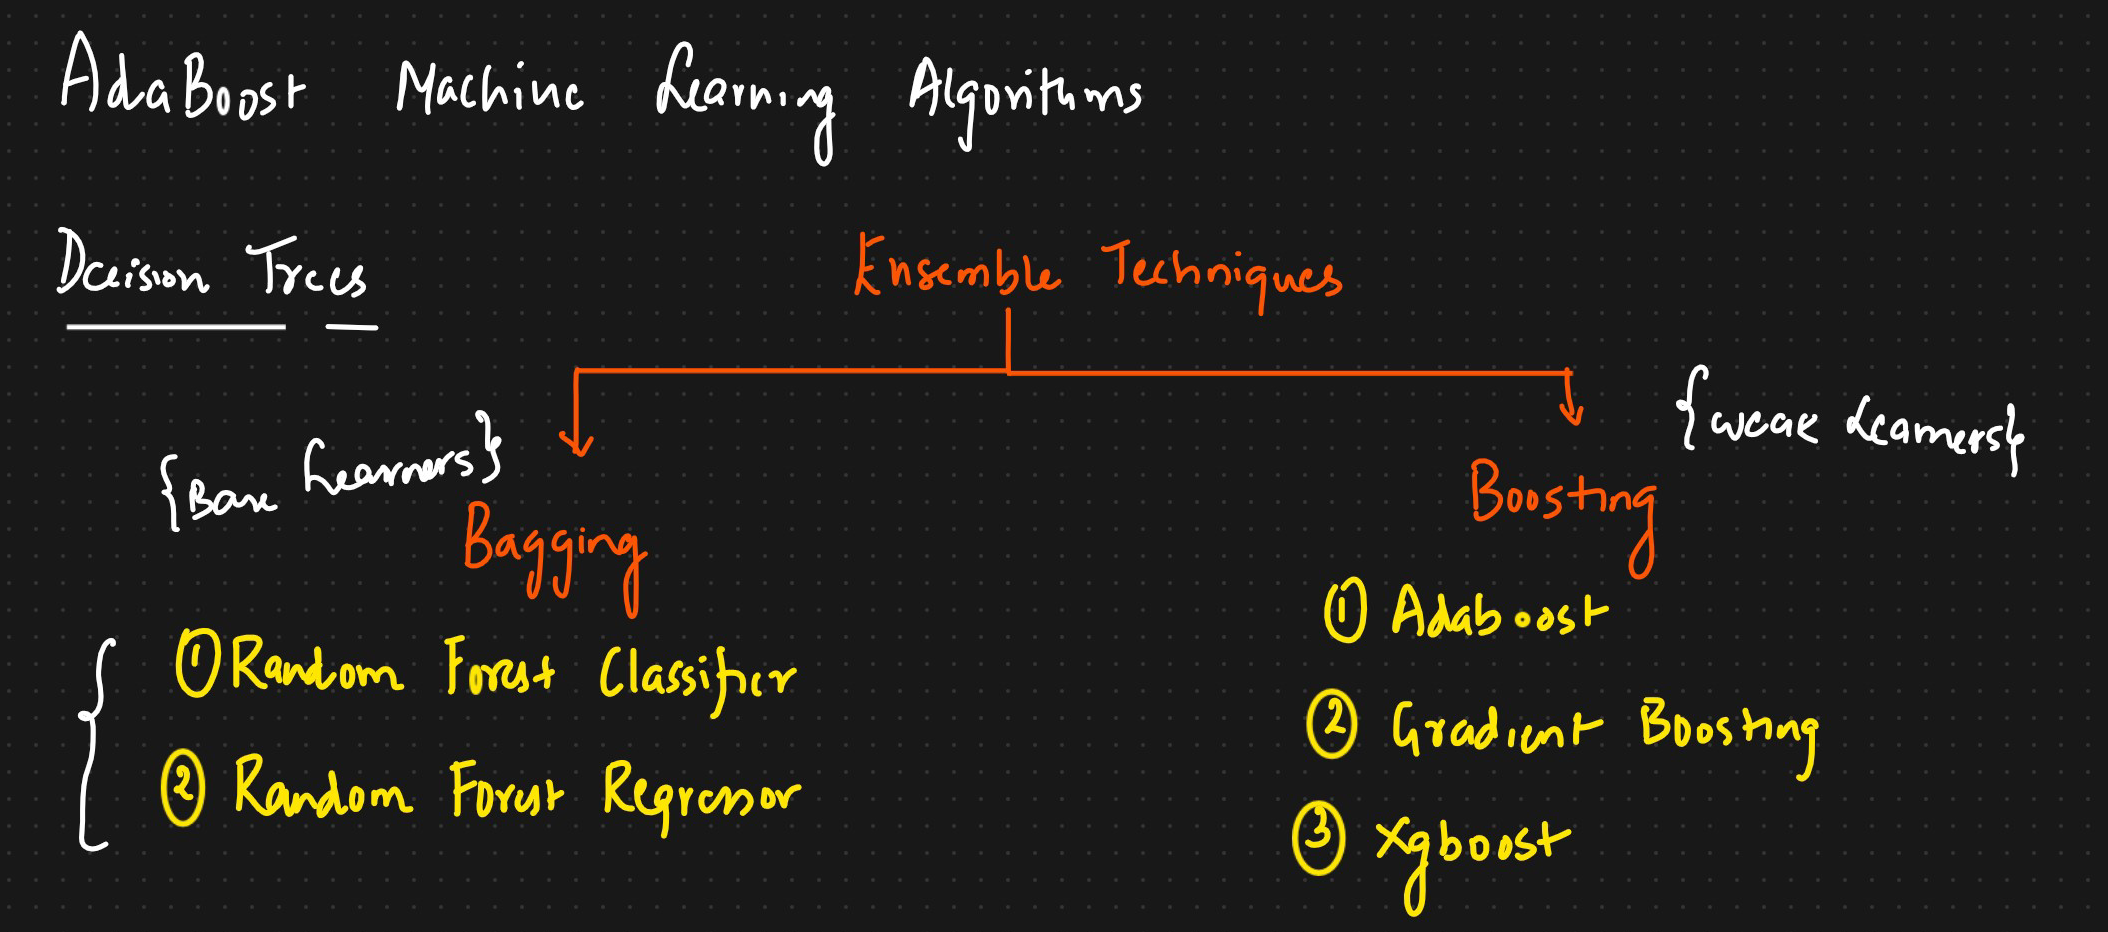 AdaBoost Machine Learning Algorithms
Decision Trees
Ensemble Techniques
{Base Learners}
{Weak Learners}
Bagging
Boosting
① Random Forest Classifier
② Random Forest Regressor
① Adaboost
② Gradient Boosting
③ Xgboost